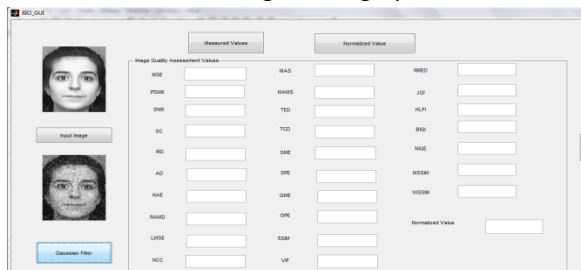 BIO_GUI
Measured Values
Normalized Value
Image Quality Assessment Values
MSE
PSNR
SNR
SC
MD
AD
NAE
RAMD
LMSE
NCC
MAS
MAMS
TED
TCD
SME
SPE
GME
GPE
SSIM
VIF
RRED
JQI
HLFI
BIQI
NIQE
MSSIM
WSSIM
Normalized Value
Input Image
Gaussian Filter